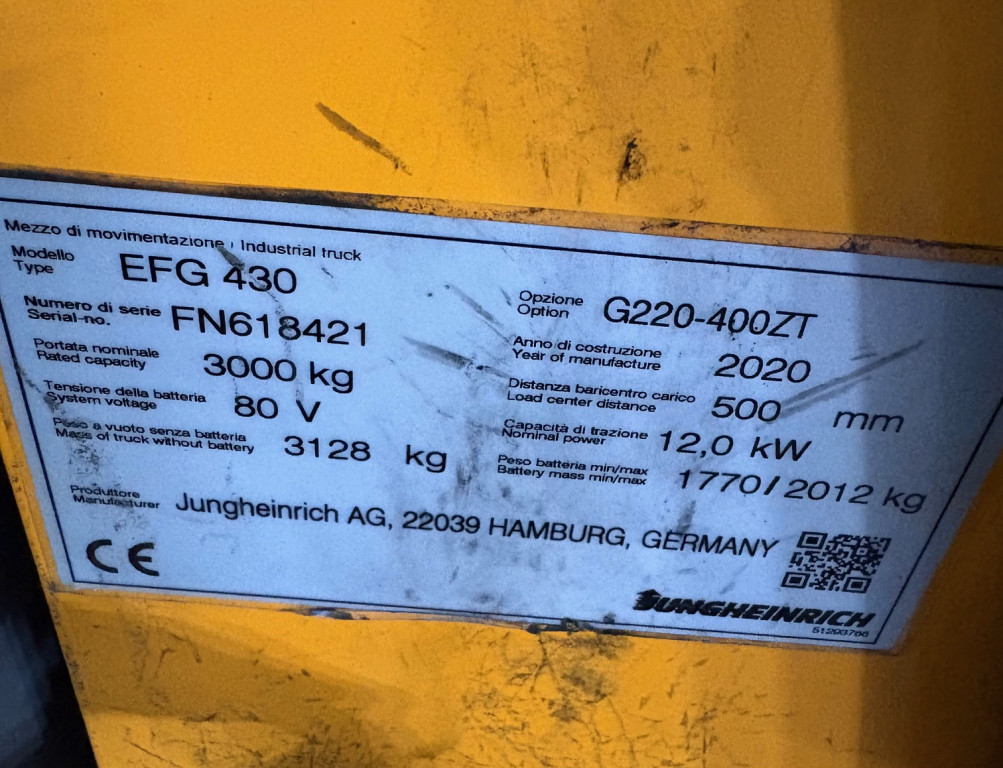 Mezzo di movimentazione / Industrial truck
Modello
Type
EFG 430
Opzione
Option
G220-400ZT
Numero di serie
Serial-no.
FN618421
Anno di costruzione
Year of manufacture
2020
Portata nominale
Rated capacity
3000 kg
Distanza baricentro carico
Load center distance
500 mm
Tensione della batteria
System voltage
80 V
Capacità di trazione
Nominal power
12,0 kW
Peso a vuoto senza batteria
Mass of truck without battery
3128 kg
Peso batteria min/max
Battery mass min/max
1770/2012 kg
Produttore
Manufacturer
Jungheinrich AG, 22039 HAMBURG, GERMANY
CE
JUNGHEINRICH